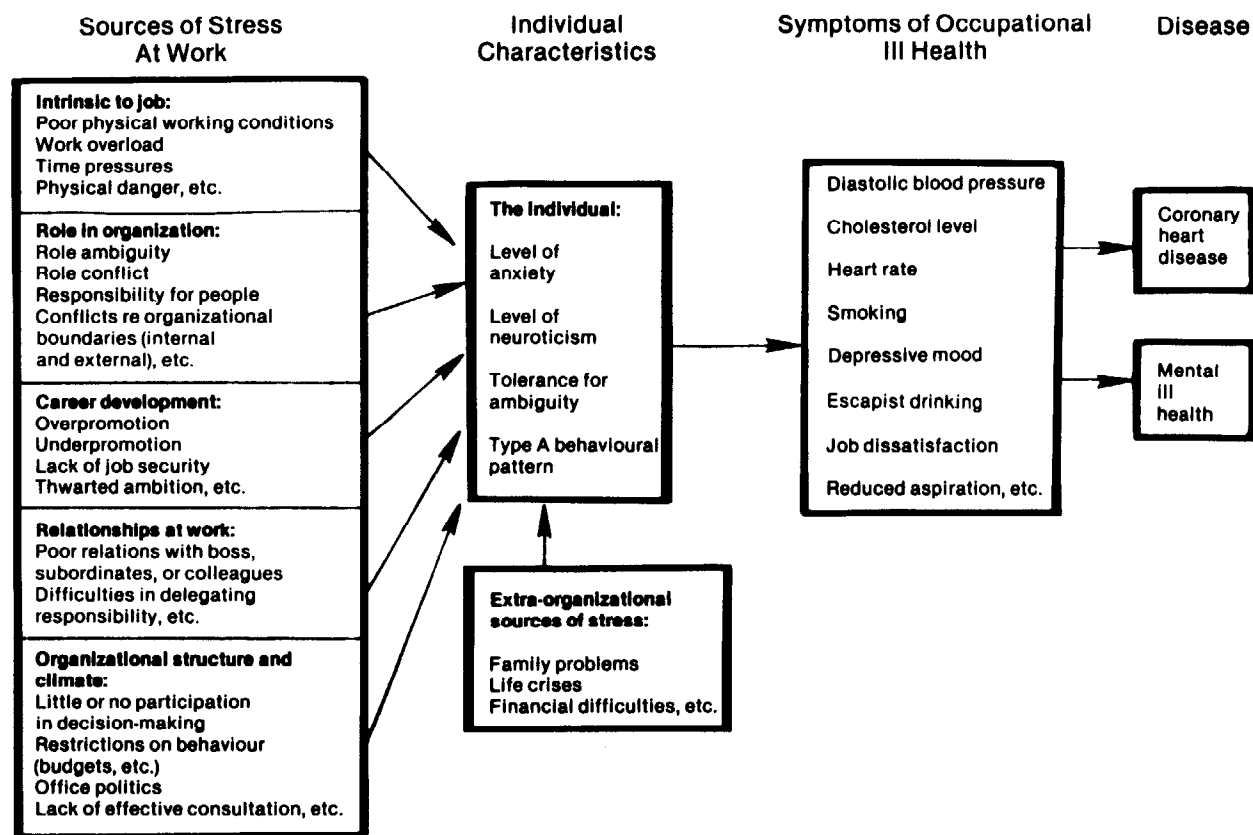 Sources of Stress
At Work
Individual
Characteristics
Symptoms of Occupational
Ill Health
Disease
Intrinsic to job:
Poor physical working conditions
Work overload
Time pressures
Physical danger, etc.
Role in organization:
Role ambiguity
Role conflict
Responsibility for people
Conflicts re organizational
boundaries (internal
and external), etc.
Career development:
Overpromotion
Underpromotion
Lack of job security
Thwarted ambition, etc.
Relationships at work:
Poor relations with boss,
subordinates, or colleagues
Difficulties in delegating
responsibility, etc.
Organizational structure and
climate:
Little or no participation
in decision-making
Restrictions on behaviour
(budgets, etc.)
Office politics
Lack of effective consultation, etc.
The individual:
Level of
anxiety
Level of
neuroticism
Tolerance for
ambiguity
Type A behavioural
pattern
Extra-organizational
sources of stress:
Family problems
Life crises
Financial difficulties, etc.
Diastolic blood pressure
Cholesterol level
Heart rate
Smoking
Depressive mood
Escapist drinking
Job dissatisfaction
Reduced aspiration, etc.
Coronary
heart
disease
Mental
ill
health